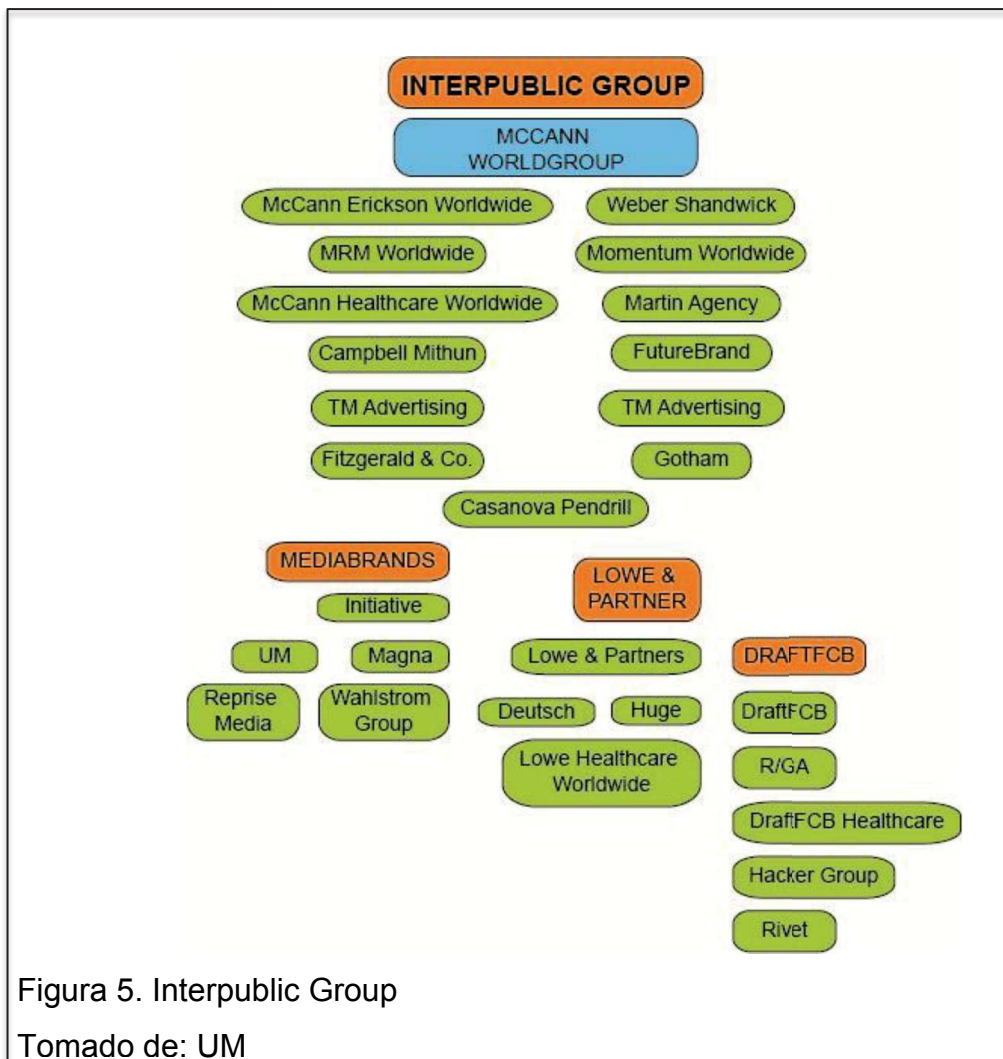 INTERPUBLIC GROUP
MCCANN
WORLDGROUP
McCann Erickson Worldwide
Weber Shandwick
MRM Worldwide
Momentum Worldwide
McCann Healthcare Worldwide
Martin Agency
Campbell Mithun
FutureBrand
TM Advertising
TM Advertising
Fitzgerald & Co.
Gotham
Casanova Pendrill
MEDIABRANDS
Initiative
UM
Magna
Reprise
Media
Wahlstrom
Group
LOWE &
PARTNER
Lowe & Partners
Deutsch
Huge
Lowe Healthcare
Worldwide
DRAFTFCB
DraftFCB
R/GA
DraftFCB Healthcare
Hacker Group
Rivet
Figura 5. Interpublic Group
Tomado de: UM